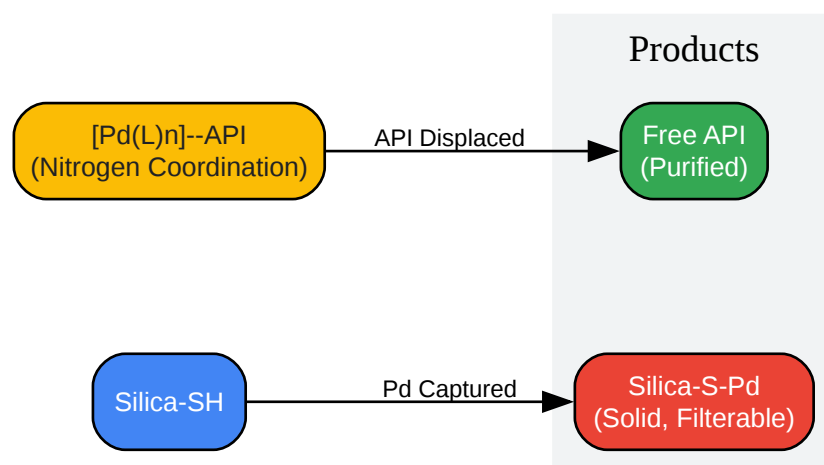 Products
[Pd(L)n]--API
(Nitrogen Coordination)
API Displaced
Free API
(Purified)
Silica-SH
Pd Captured
Silica-S-Pd
(Solid, Filterable)